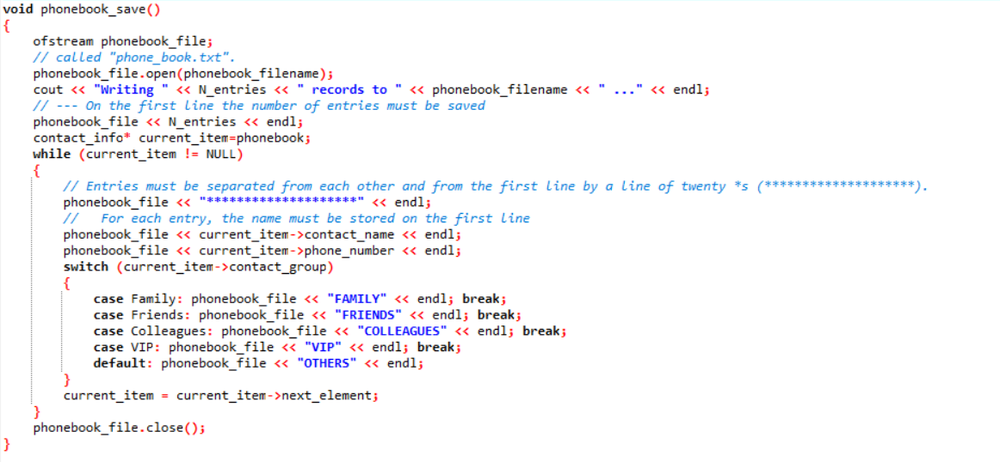 void phonebook_save()
{
    ofstream phonebook_file;
    // called "phone_book.txt".
    phonebook_file.open(phonebook_filename);
    cout << "Writing " << N_entries << " records to " << phonebook_filename << " ..." << endl;
    // --- On the first line the number of entries must be saved
    phonebook_file << N_entries << endl;
    contact_info* current_item=phonebook;
    while (current_item != NULL)
    {
        // Entries must be separated from each other and from the first line by a line of twenty *s (********************).
        phonebook_file << "********************" << endl;
        //   For each entry, the name must be stored on the first line
        phonebook_file << current_item->contact_name << endl;
        phonebook_file << current_item->phone_number << endl;
        switch (current_item->contact_group)
        {
            case Family: phonebook_file << "FAMILY" << endl; break;
            case Friends: phonebook_file << "FRIENDS" << endl; break;
            case Colleagues: phonebook_file << "COLLEAGUES" << endl; break;
            case VIP: phonebook_file << "VIP" << endl; break;
            default: phonebook_file << "OTHERS" << endl;
        }
        current_item = current_item->next_element;
    }
    phonebook_file.close();
}